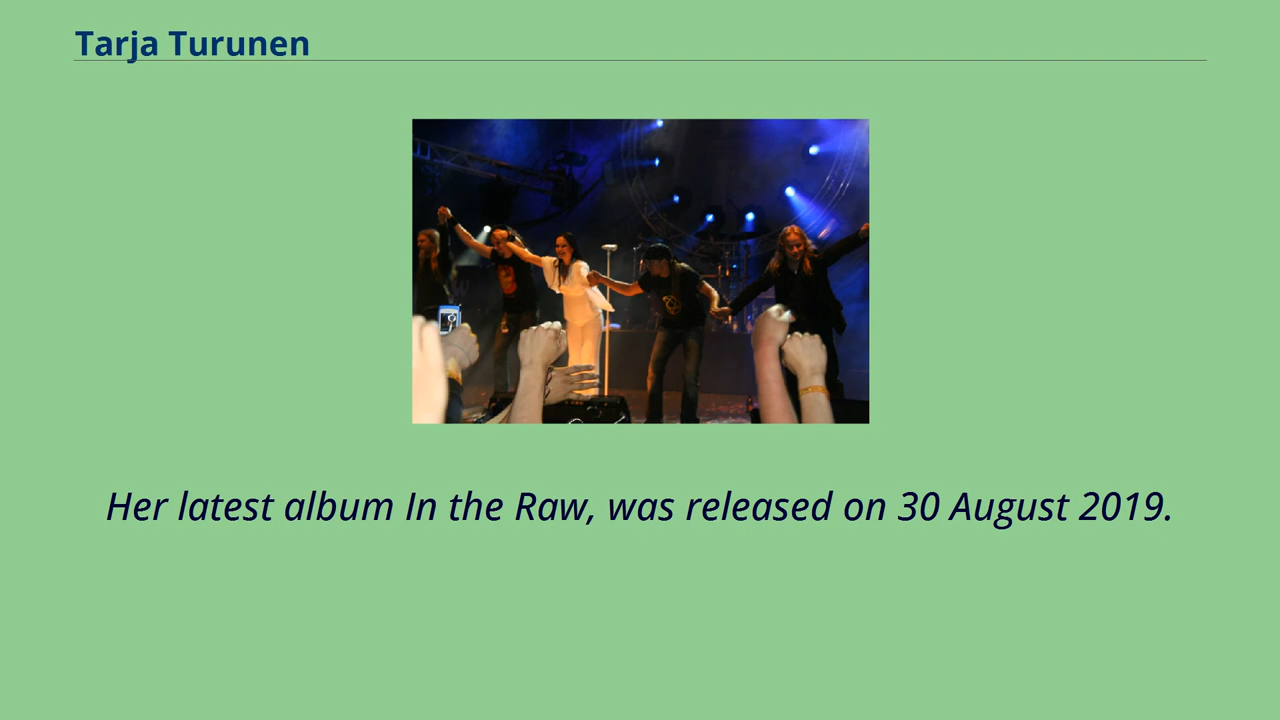 Tarja Turunen
Her latest album In the Raw, was released on 30 August 2019.